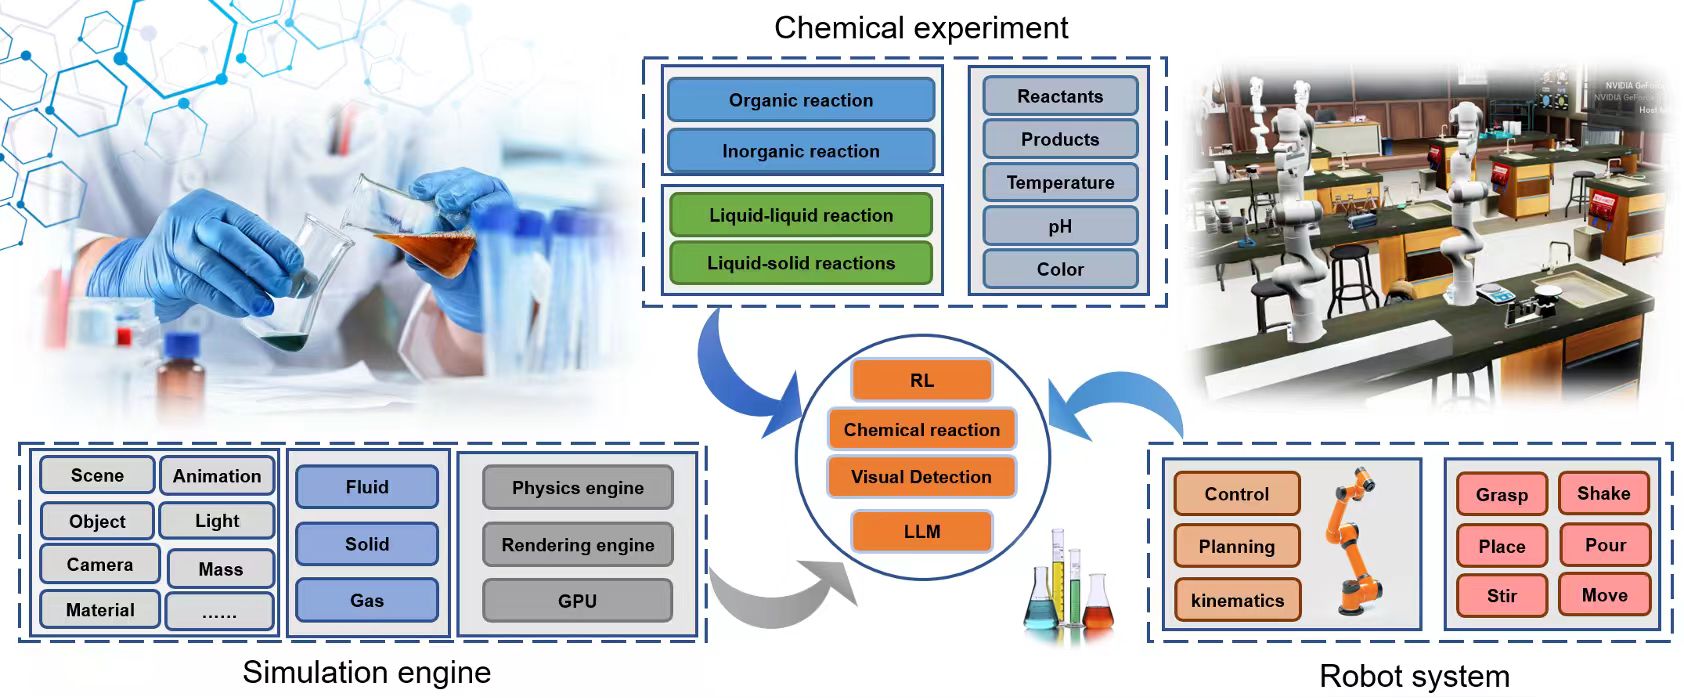 Chemical experiment
Organic reaction
Inorganic reaction
Liquid-liquid reaction
Liquid-solid reactions
Reactants
Products
Temperature
pH
Color
NVIDIA GeForce
NVIDIA GeForce
Host
RL
Chemical reaction
Visual Detection
LLM
Scene
Animation
Object
Light
Camera
Mass
Material
......
Fluid
Solid
Gas
Physics engine
Rendering engine
GPU
Simulation engine
Control
Planning
kinematics
Grasp
Shake
Place
Pour
Stir
Move
Robot system